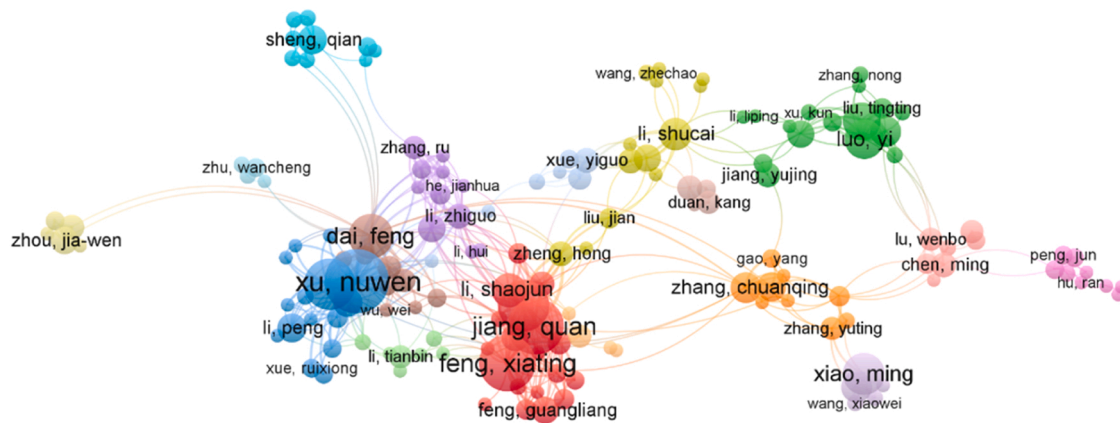 sheng, qian
wang, zhechao
zhang, nong
li, liping
xu, kun
liu, tingting
li, shucai
luo, yi
zhang, ru
zhu, wancheng
xue, yiguo
jiang, yujing
he, jianhua
duan, kang
li, zhiguo
liu, jian
zhou, jia-wen
dai, feng
li, hui
zheng, hong
lu, wenbo
gao, yang
chen, ming
peng, jun
hu, ran
xu, nuwen
li, shaojun
zhang, chuanqing
wu, wei
li, peng
jiang, quan
zhang, yuting
li, tianbin
xue, ruixiong
feng, xiating
xiao, ming
wang, xiaowei
feng, guangliang